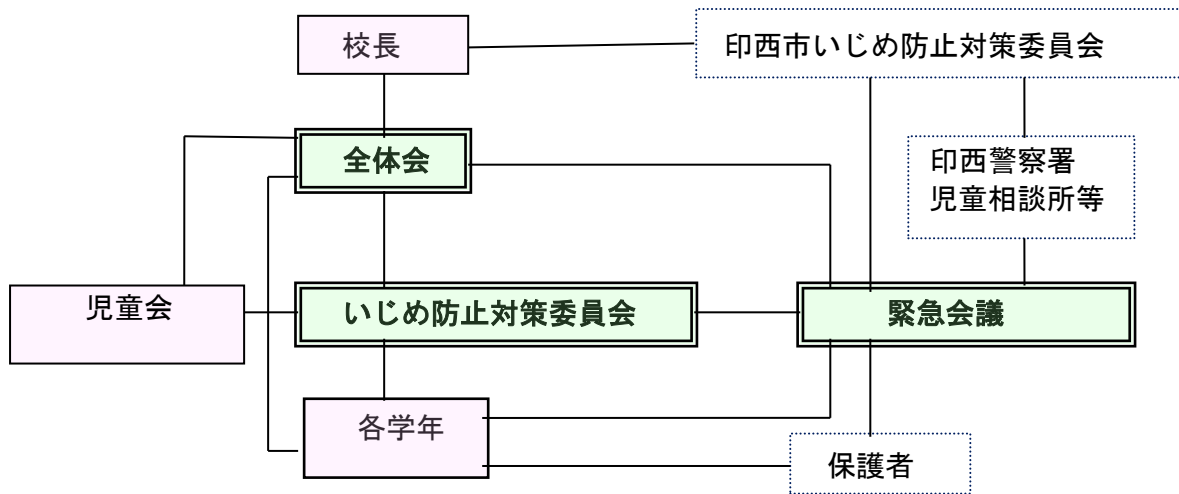 校長
印西市いじめ防止対策委員会
全体会
印西警察署
児童相談所等
児童会
いじめ防止対策委員会
緊急会議
各学年
保護者